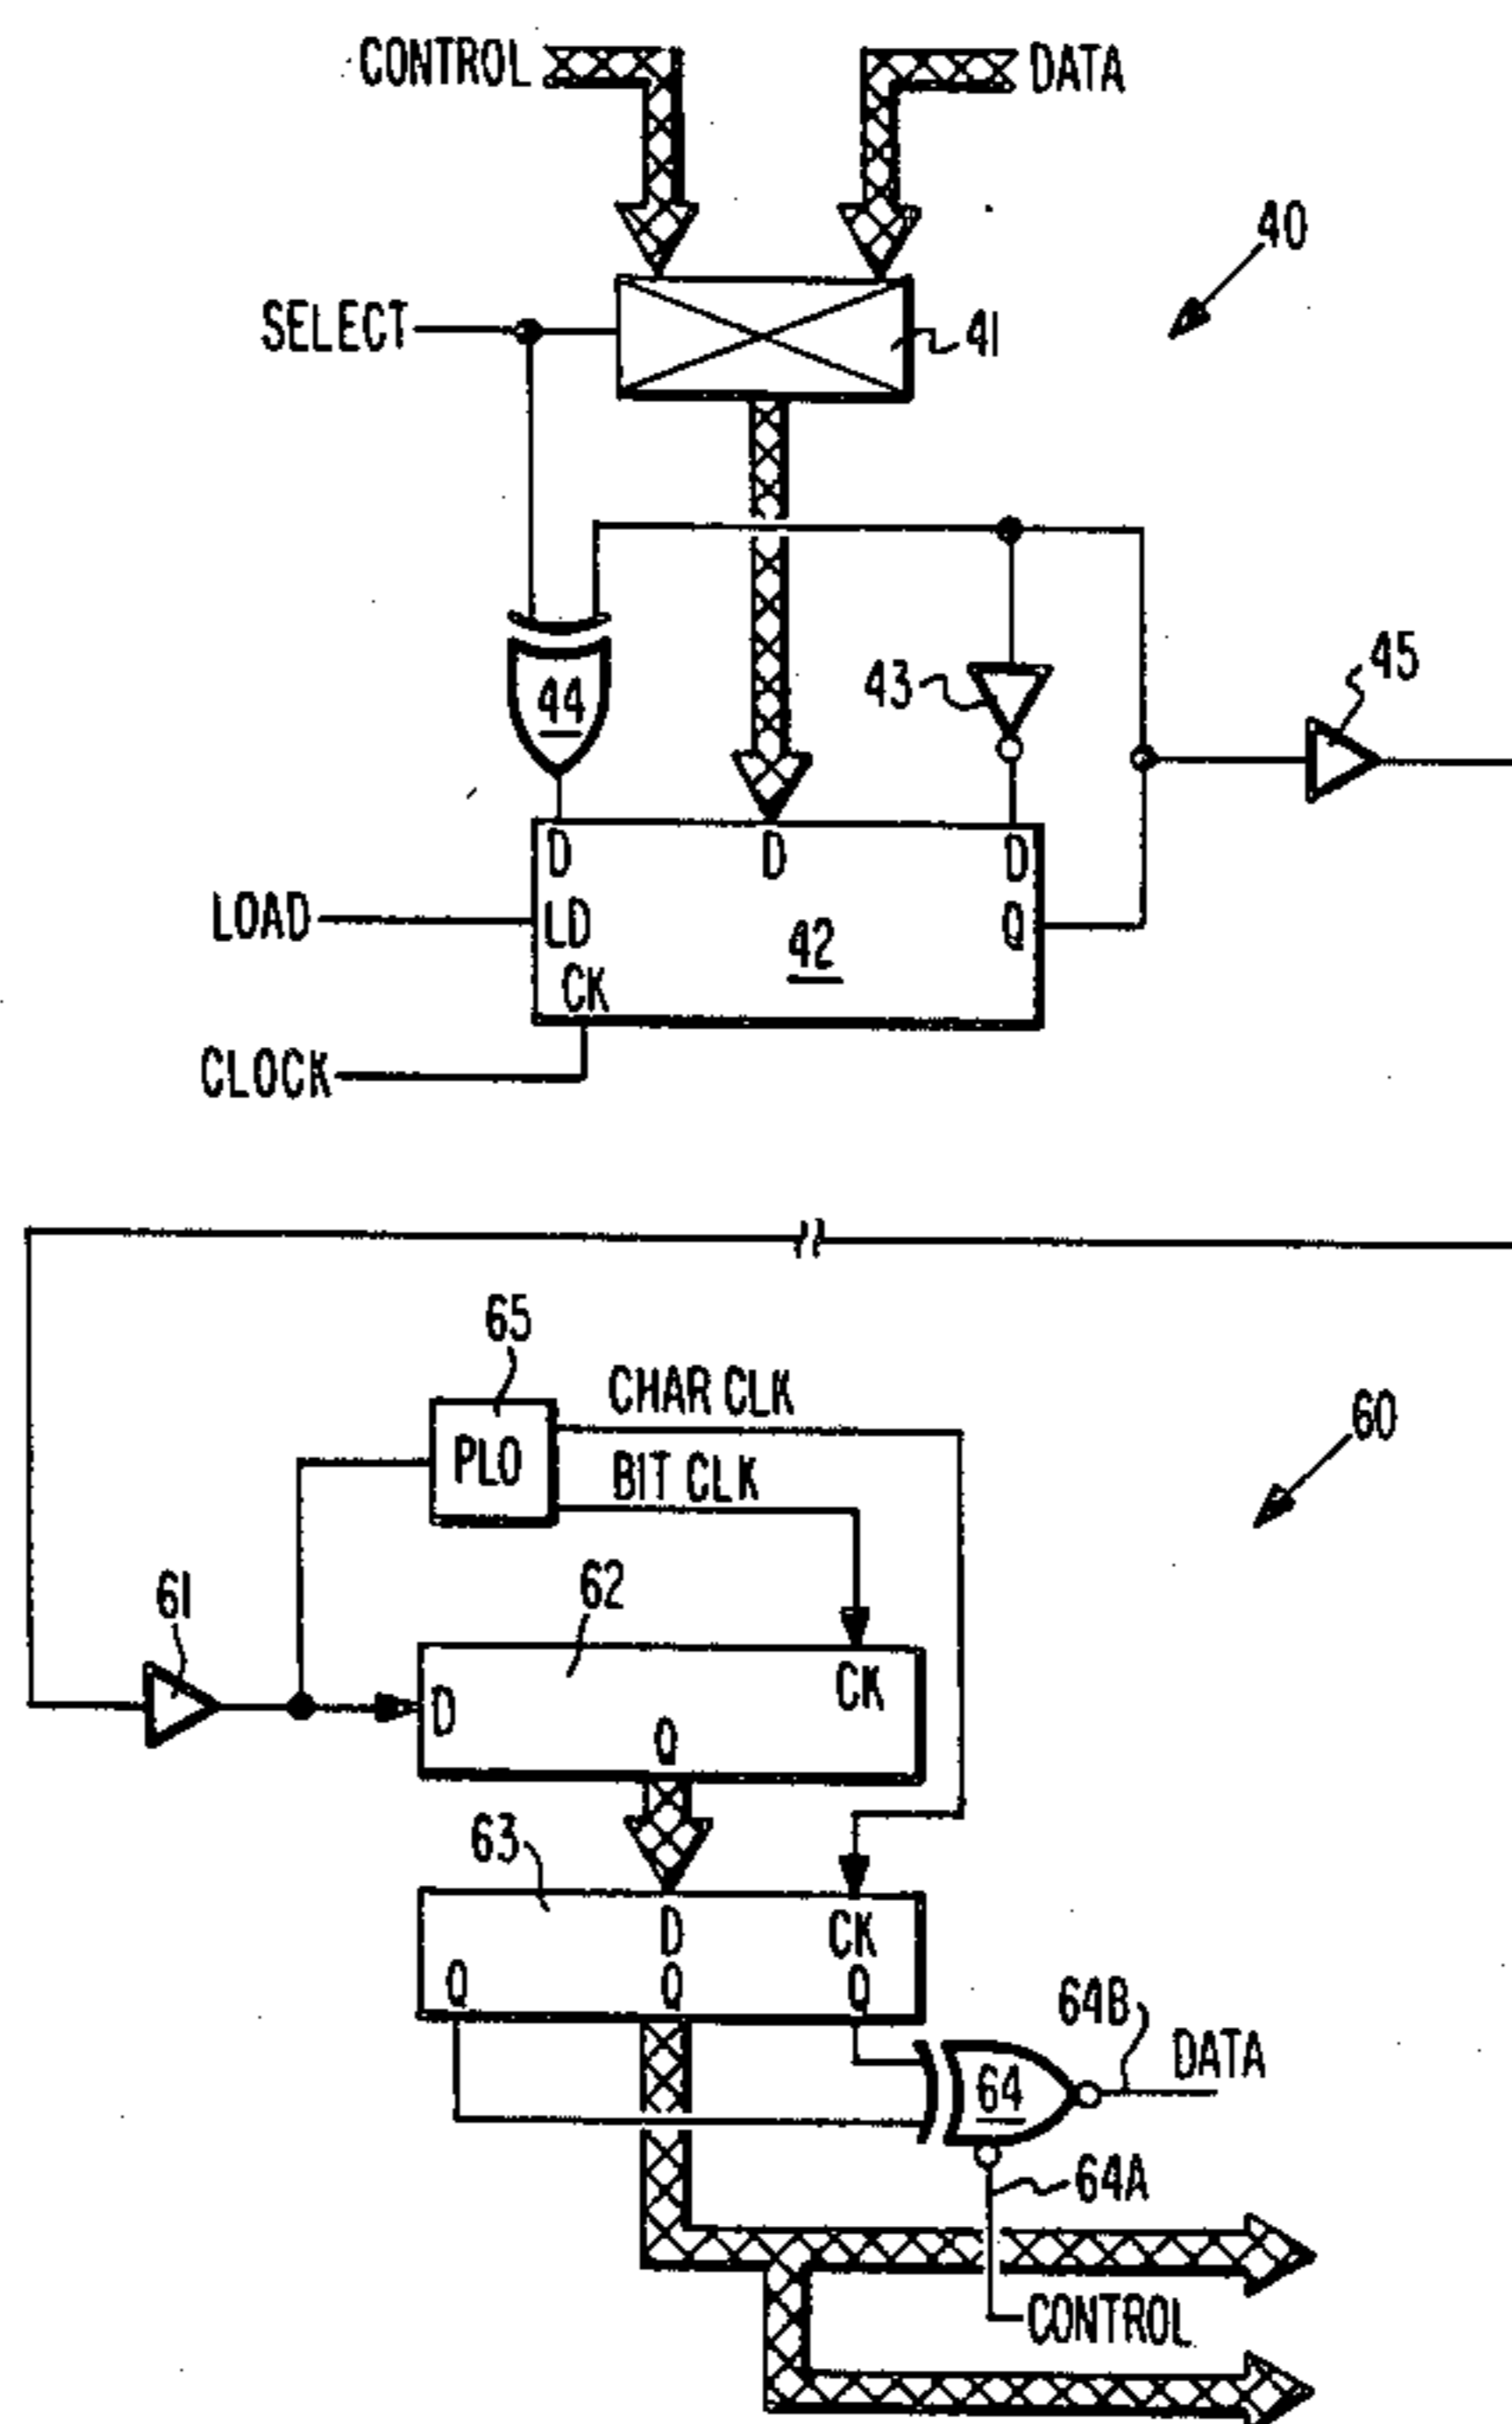 CONTROL
DATA
40
SELECT
41
44
43
45
D
D
D
LOAD
LD
42
Q
CK
CLOCK
65
CHAR CLK
60
PLO
BIT CLK
61
62
CK
D
Q
63
D
CK
Q
Q
Q
64B
DATA
64
64A
CONTROL